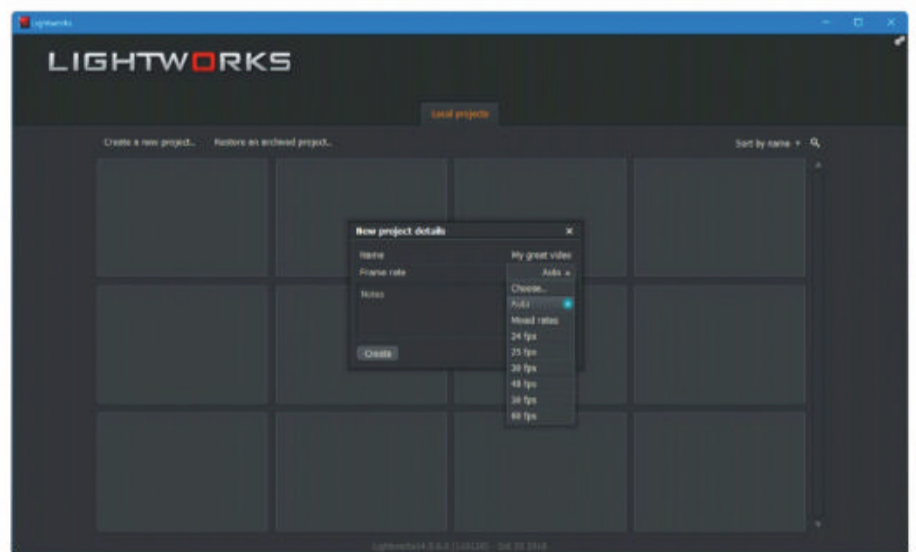 Lightworks
LIGHTWORKS
Local projects
Create a new project... Restore an archived project... Sort by name
New project details
Name My great video
Frame rate Auto
Notes
Choose...
Auto
Mixed rates
24 fps
25 fps
30 fps
48 fps
60 fps
Create